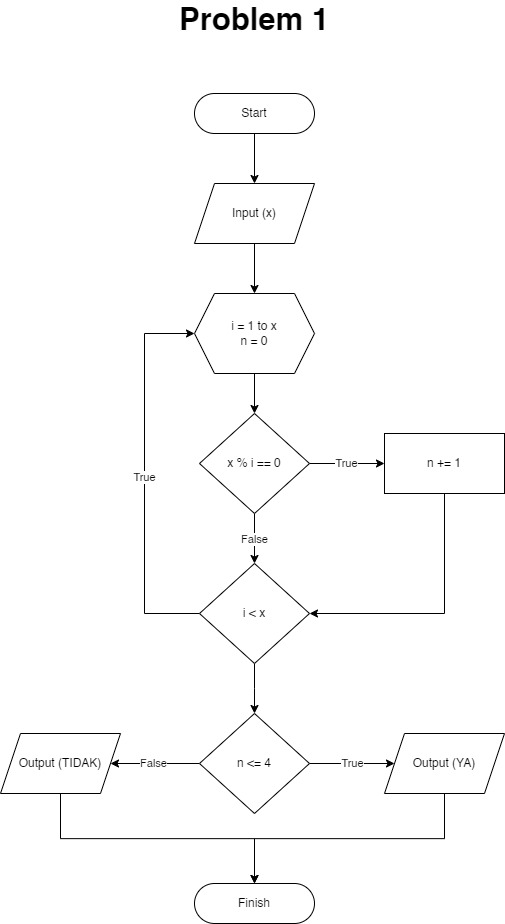 Problem 1
Start
Input (x)
i = 1 to x
n = 0
x % i == 0
True
n += 1
True
False
i < x
Output (TIDAK)
False
n <= 4
True
Output (YA)
Finish